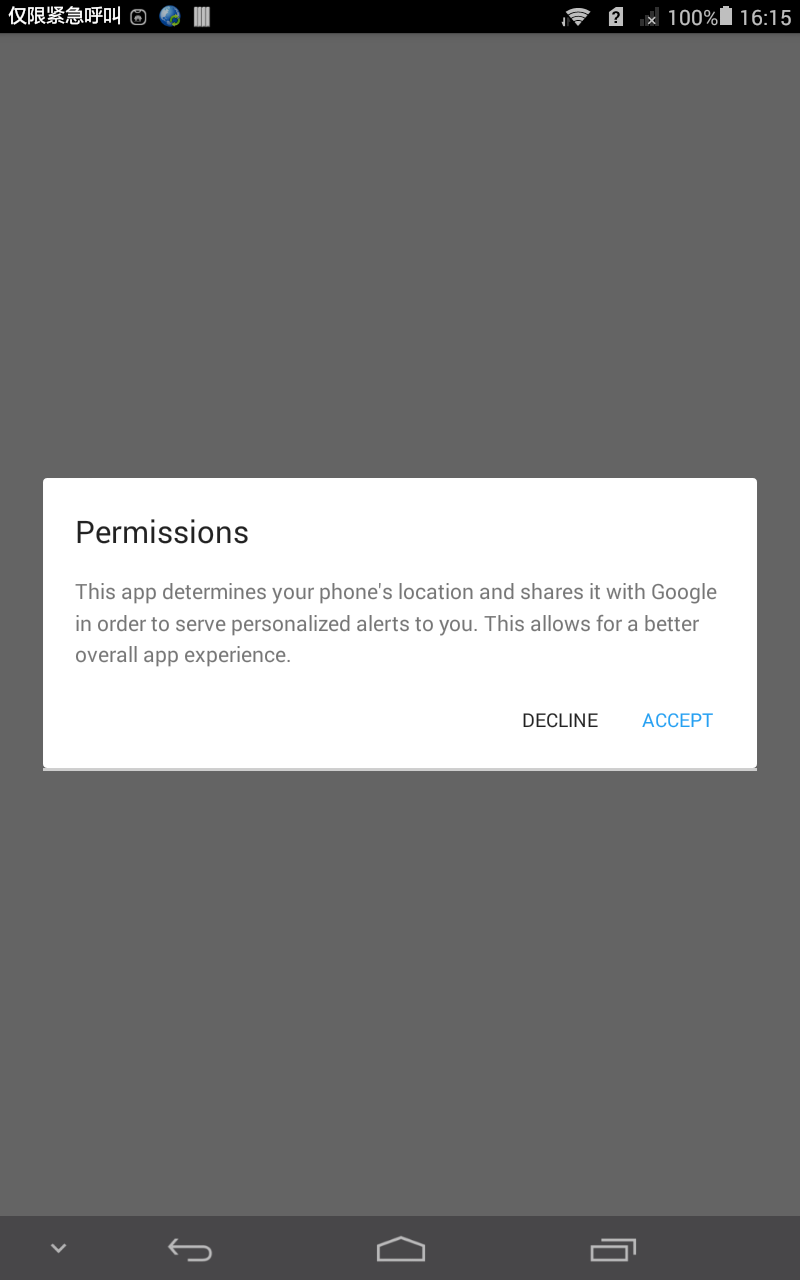 仅限紧急呼叫 100% 16:15
Permissions
This app determines your phone's location and shares it with Google
in order to serve personalized alerts to you. This allows for a better
overall app experience.
DECLINE ACCEPT